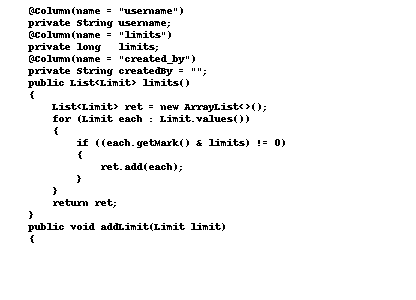 @Column(name = "username")
private String username;
@Column(name = "limits")
private long   limits;
@Column(name = "created_by")
private String createdBy = "";
public List<Limit> limits()
{
    List<Limit> ret = new ArrayList<>();
    for (Limit each : Limit.values())
    {
        if ((each.getMark() & limits) != 0)
        {
            ret.add(each);
        }
    }
    return ret;
}
public void addLimit(Limit limit)
{